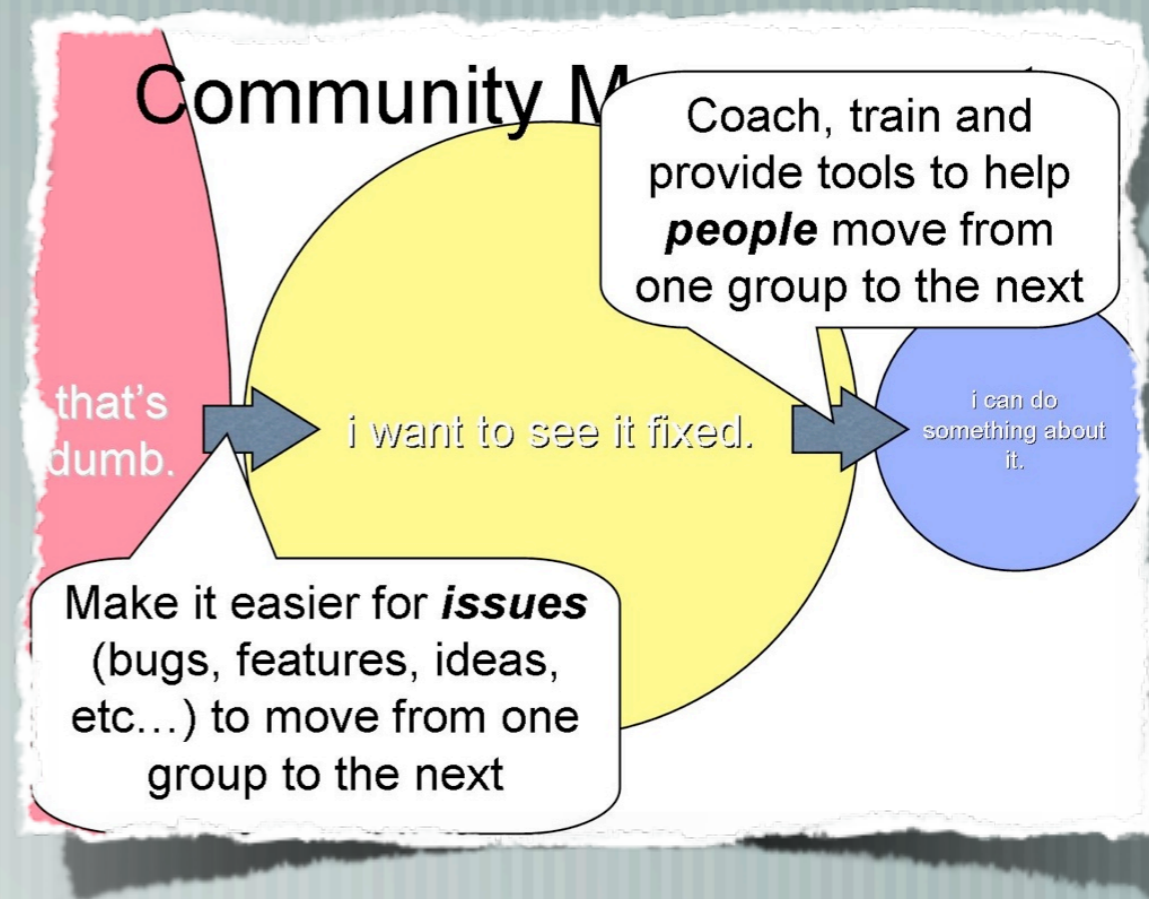 Community M
Coach, train and
provide tools to help
people move from
one group to the next
that's
dumb.
i want to see it fixed.
i can do
something about
it.
Make it easier for issues
(bugs, features, ideas,
etc…) to move from one
group to the next